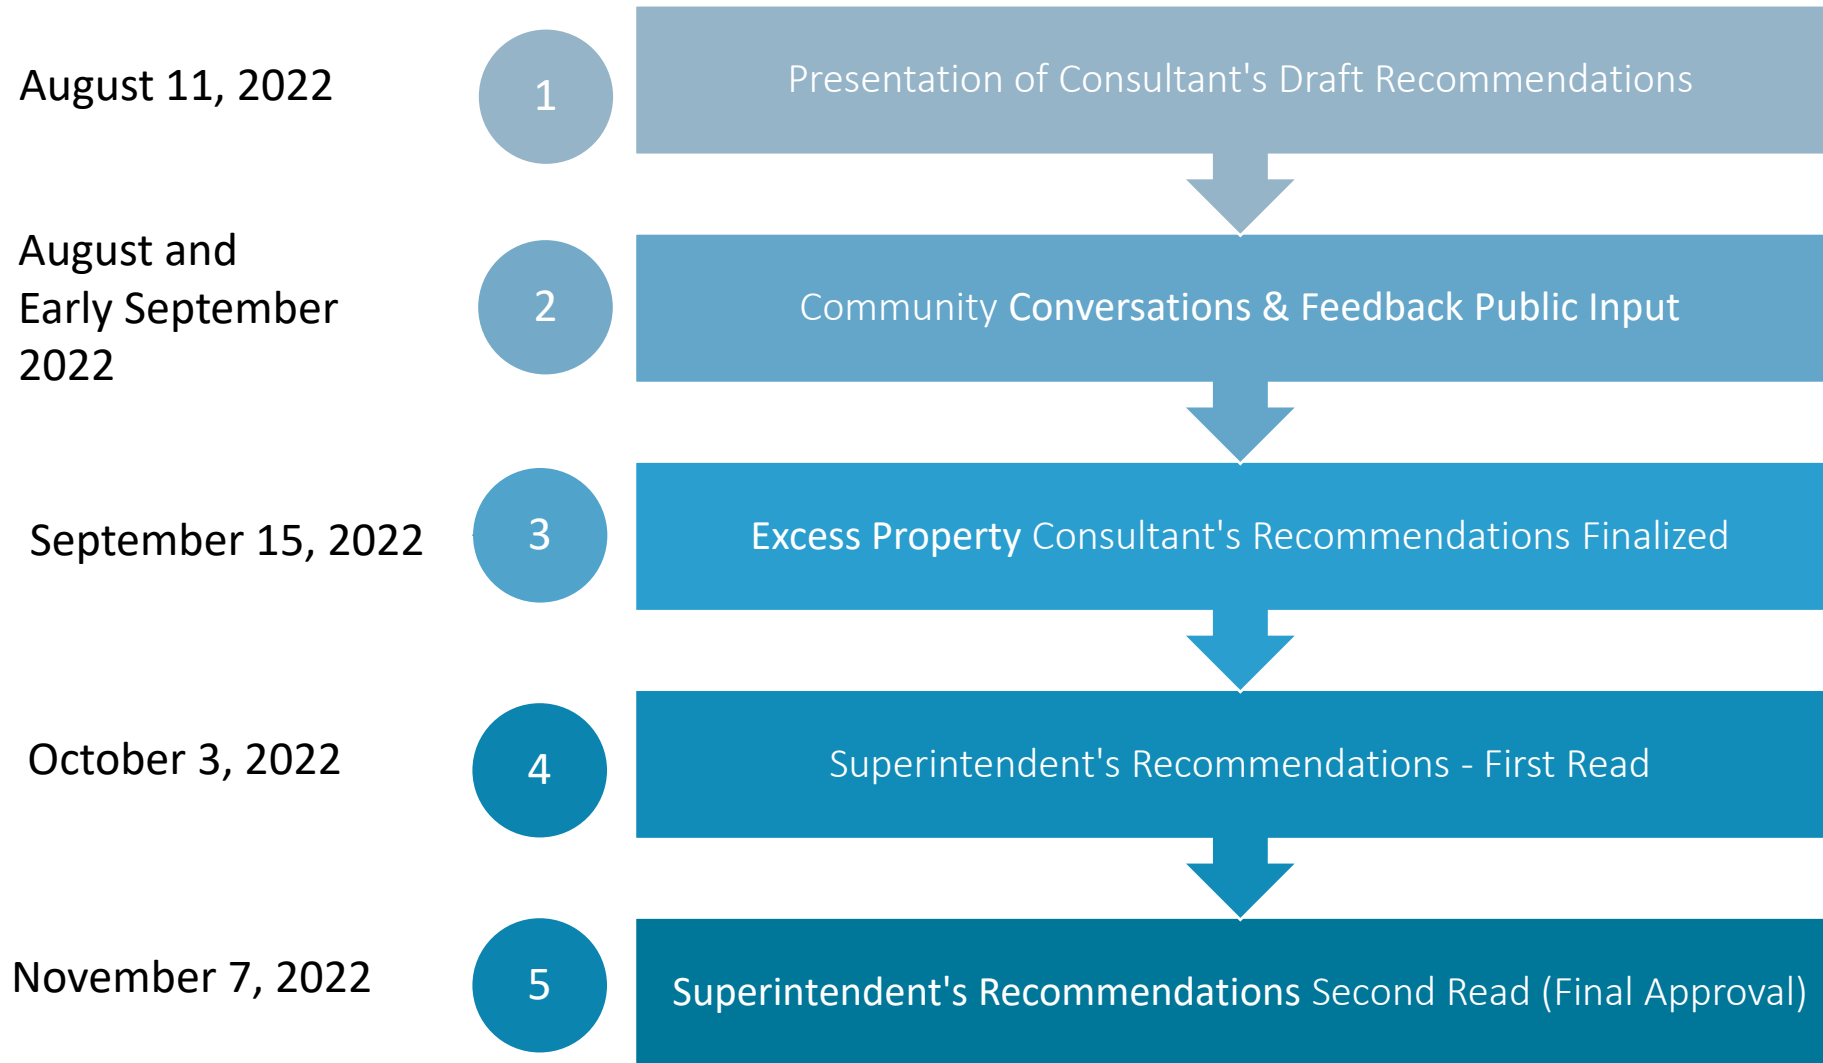 August 11, 2022
1
Presentation of Consultant's Draft Recommendations
August and
Early September
2022
2
Community Conversations & Feedback Public Input
September 15, 2022
3
Excess Property Consultant's Recommendations Finalized
October 3, 2022
4
Superintendent's Recommendations - First Read
November 7, 2022
5
Superintendent's Recommendations Second Read (Final Approval)